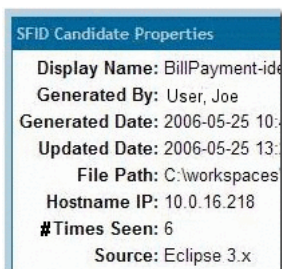 SFID Candidate Properties
Display Name: BillPayment-ide
Generated By: User, Joe
Generated Date: 2006-05-25 10:
Updated Date: 2006-05-25 13:
File Path: C:\workspaces\
Hostname IP: 10.0.16.218
#Times Seen: 6
Source: Eclipse 3.x